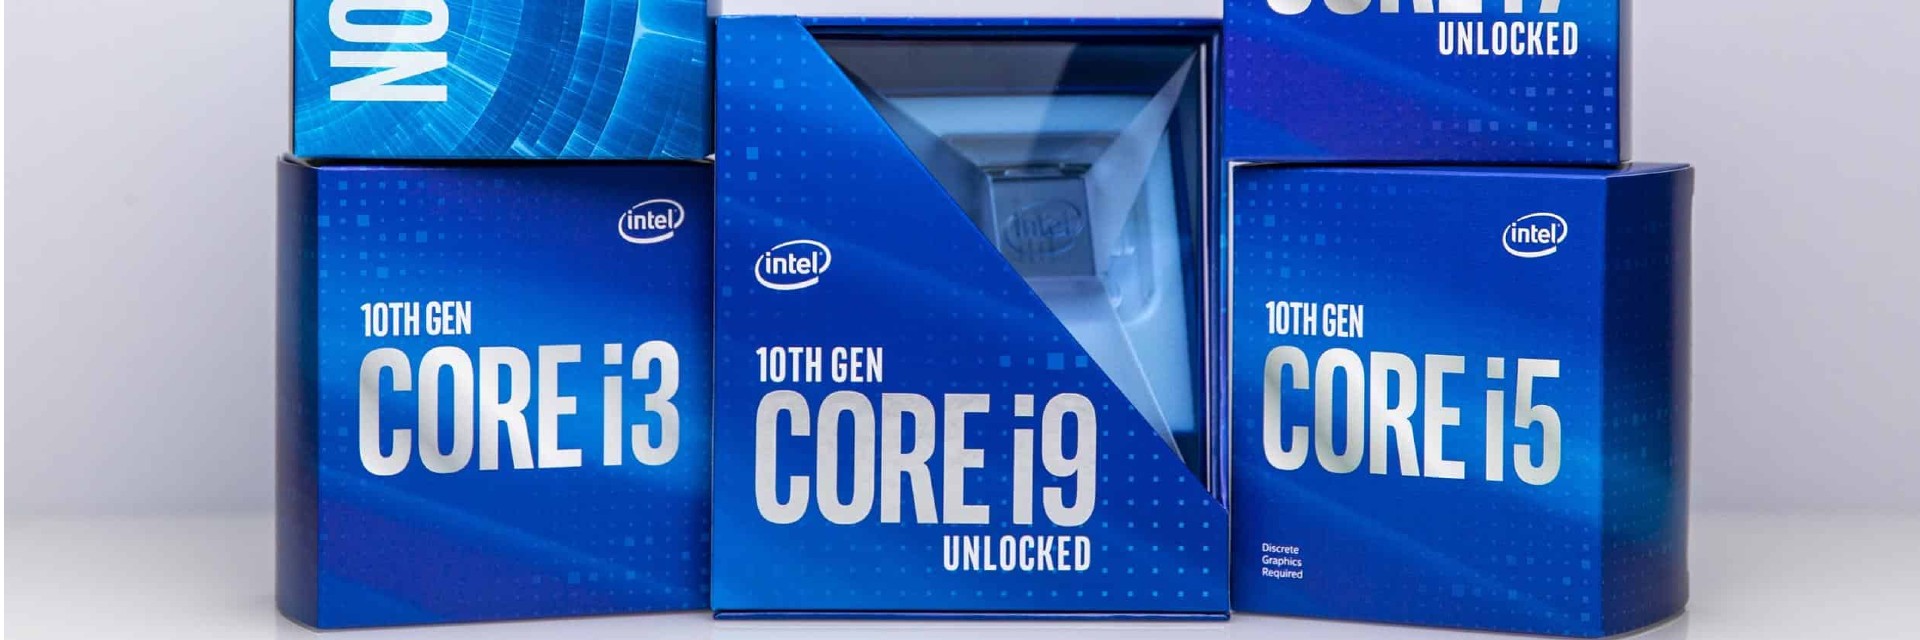 UNLOCKED
intel
10TH GEN
CORE i3
intel
10TH GEN
CORE i9
UNLOCKED
intel
intel
10TH GEN
CORE i5
Discrete
Graphics
Required